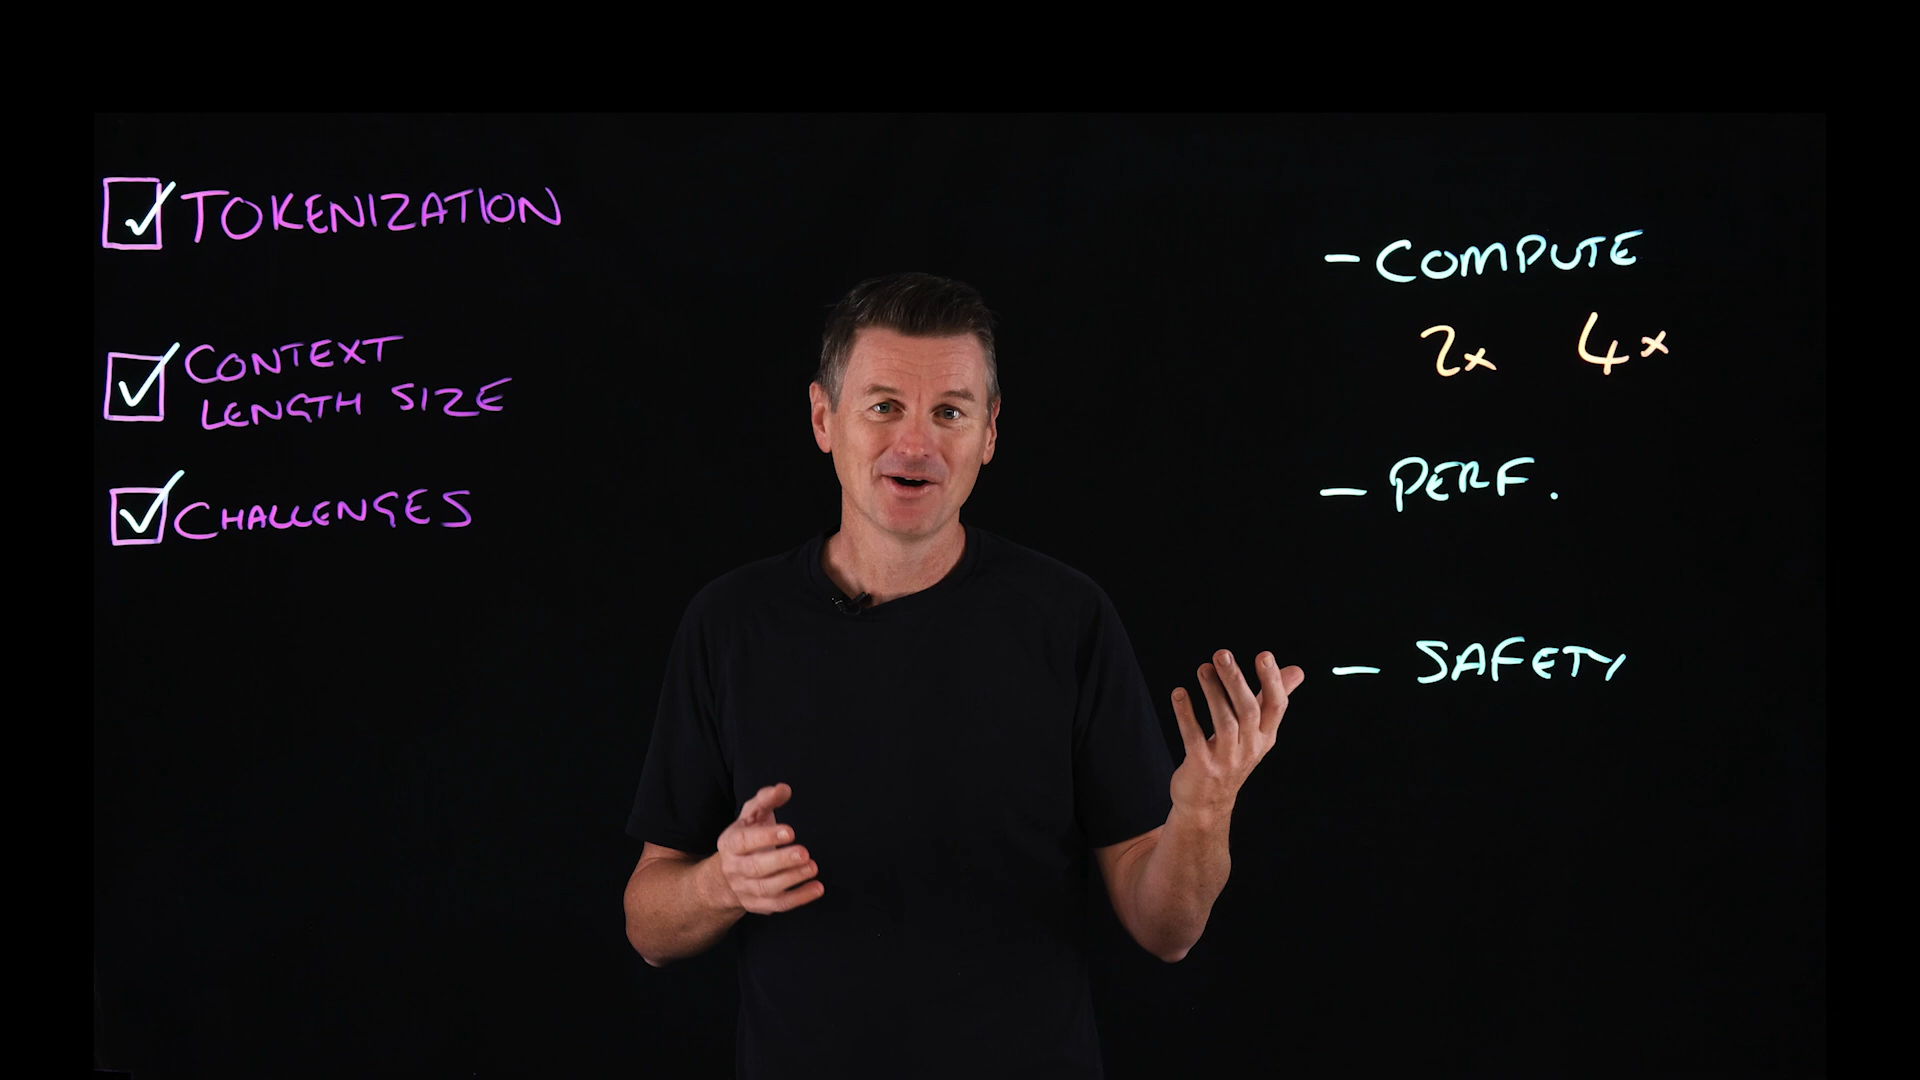 TOKENIZATION
CONTEXT
LENGTH SIZE
CHALLENGES
- COMPUTE
2x 4x
- PERF.
- SAFETY